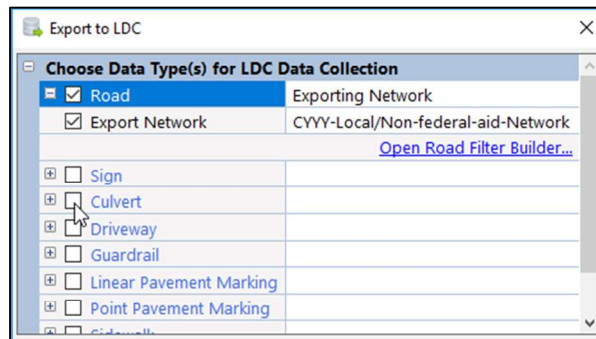 Export to LDC
Choose Data Type(s) for LDC Data Collection
Road Exporting Network
Export Network CYYY-Local/Non-federal-aid-Network
Open Road Filter Builder...
Sign
Culvert
Driveway
Guardrail
Linear Pavement Marking
Point Pavement Marking
Sidewalk